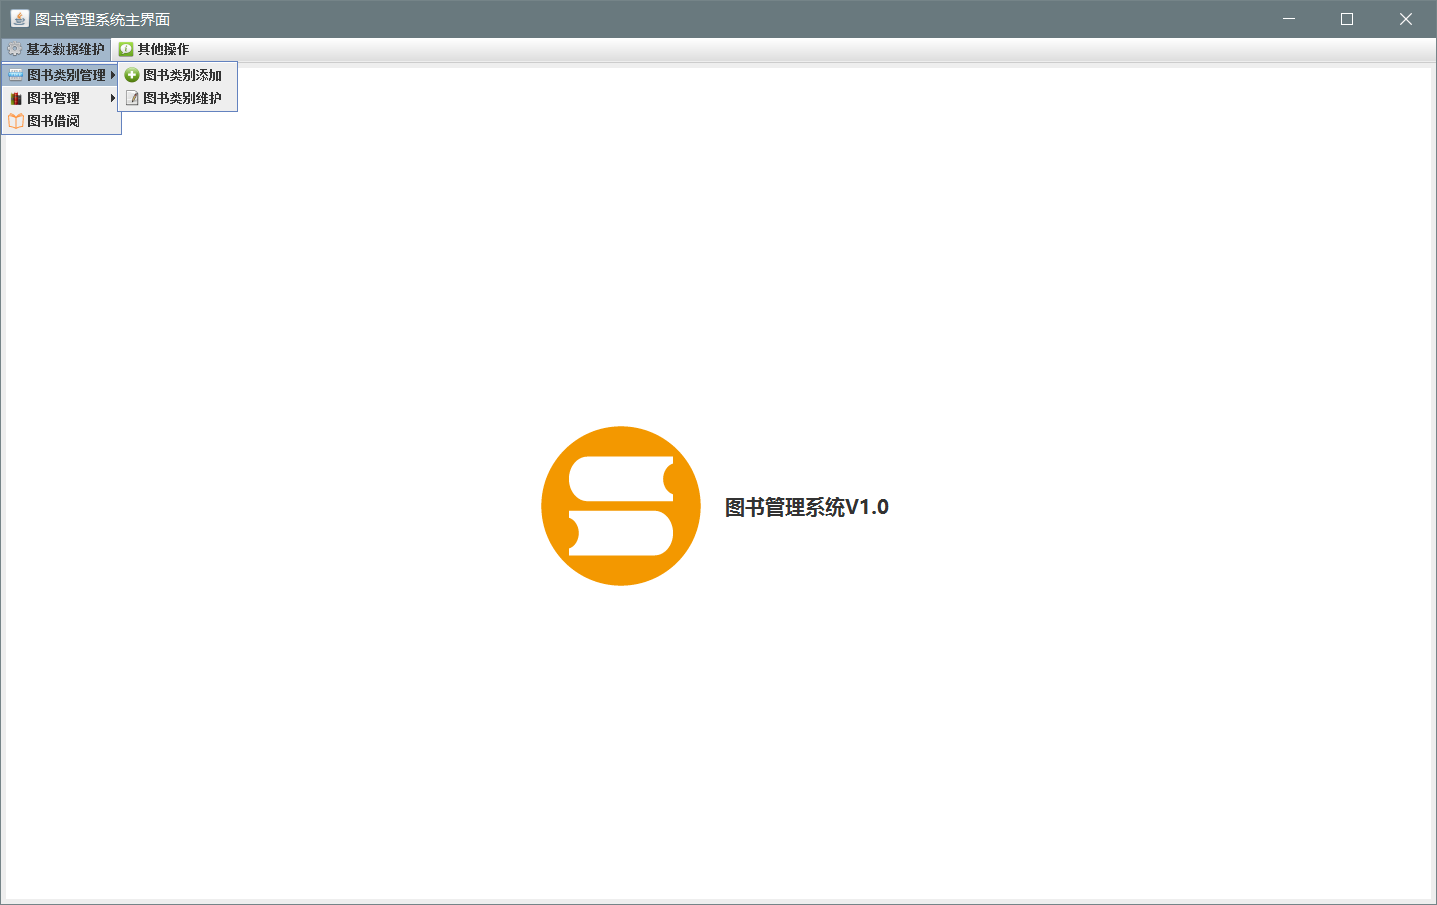 图书管理系统主界面
基本数据维护 其他操作
图书类别管理 图书类别添加
图书管理 图书类别维护
图书借阅
图书管理系统V1.0